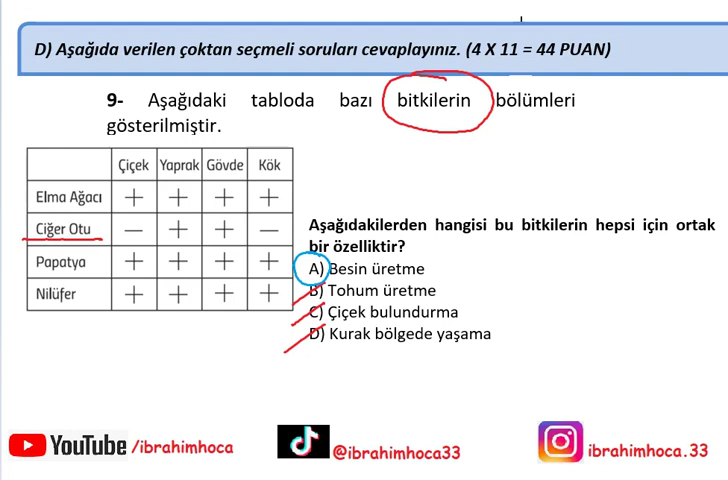 D) Aşağıda verilen çoktan seçmeli soruları cevaplayınız. (4 X 11 = 44 PUAN)
9- Aşağıdaki tabloda bazı bitkilerin bölümleri
gösterilmiştir.
Çiçek Yaprak Gövde Kök
Elma Ağacı + + + +
Ciğer Otu − + + −
Papatya + + + +
Nilüfer + + + +
Aşağıdakilerden hangisi bu bitkilerin hepsi için ortak
bir özelliktir?
A) Besin üretme
B) Tohum üretme
C) Çiçek bulundurma
D) Kurak bölgede yaşama
YouTube /ibrahimhoca
@ibrahimhoca33
ibrahimhoca.33